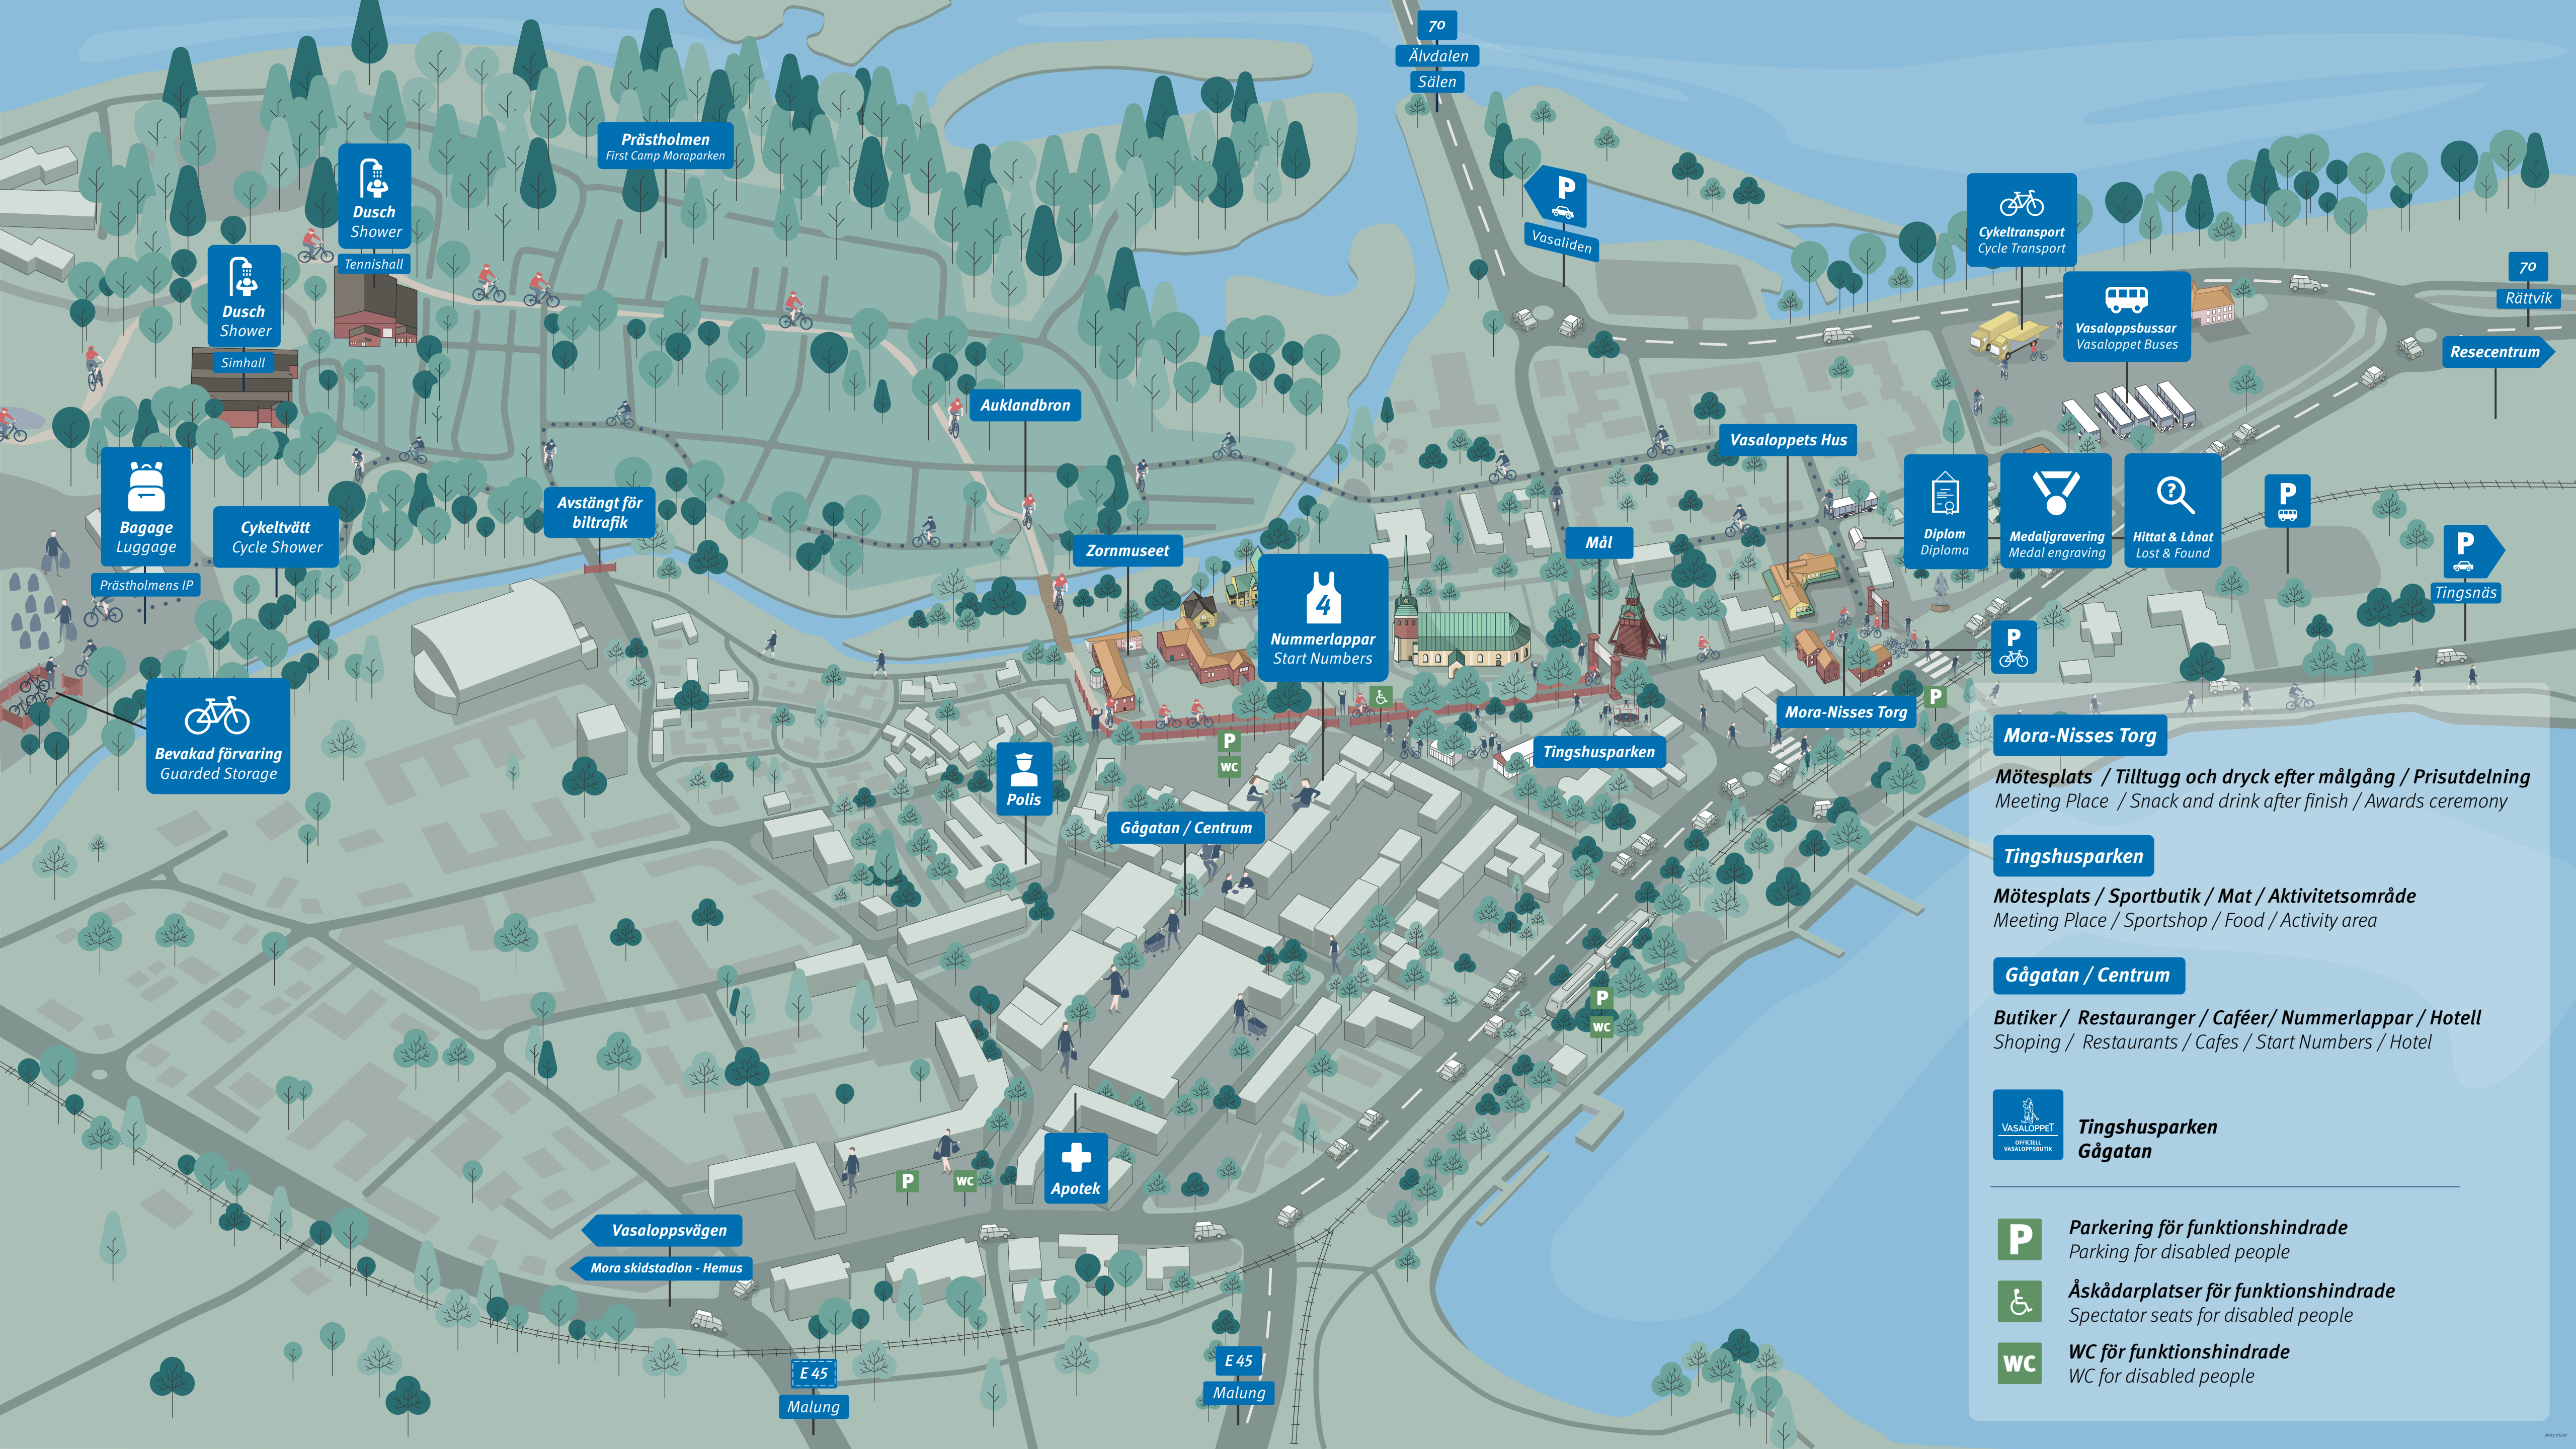 70
Älvdalen
Sälen
Prästholmen
First Camp Moraparken
Dusch
Shower
Tennishall
P
Vasaliden
Cykeltransport
Cycle Transport
Dusch
Shower
Simhall
Vasaloppsbussar
Vasaloppet Buses
70
Rättvik
Resecentrum
Auklandbron
Vasaloppets Hus
Bagage
Luggage
Prästholmens IP
Cykeltvätt
Cycle Shower
Avstängt för
biltrafik
Zornmuseet
4
Nummerlappar
Start Numbers
Mål
Diplom
Diploma
Medaljgravering
Medal engraving
?
Hittat & Lånat
Lost & Found
P
P
Tingsnäs
P
Bevakad förvaring
Guarded Storage
Polis
P
WC
Tingshusparken
Mora-Nisses Torg
P
Gågatan / Centrum
P
WC
Apotek
P
WC
Vasaloppsvägen
Mora skidstadion - Hemus
E 45
Malung
E 45
Malung
Mora-Nisses Torg
Mötesplats / Tilltugg och dryck efter målgång / Prisutdelning
Meeting Place / Snack and drink after finish / Awards ceremony
Tingshusparken
Mötesplats / Sportbutik / Mat / Aktivitetsområde
Meeting Place / Sportshop / Food / Activity area
Gågatan / Centrum
Butiker / Restauranger / Caféer/ Nummerlappar / Hotell
Shoping / Restaurants / Cafes / Start Numbers / Hotel
VASALOPPET
OFFICIELL
VASALOPPSBUTIK
Tingshusparken
Gågatan
P
Parkering för funktionshindrade
Parking for disabled people
Åskådarplatser för funktionshindrade
Spectator seats for disabled people
WC
WC för funktionshindrade
WC for disabled people